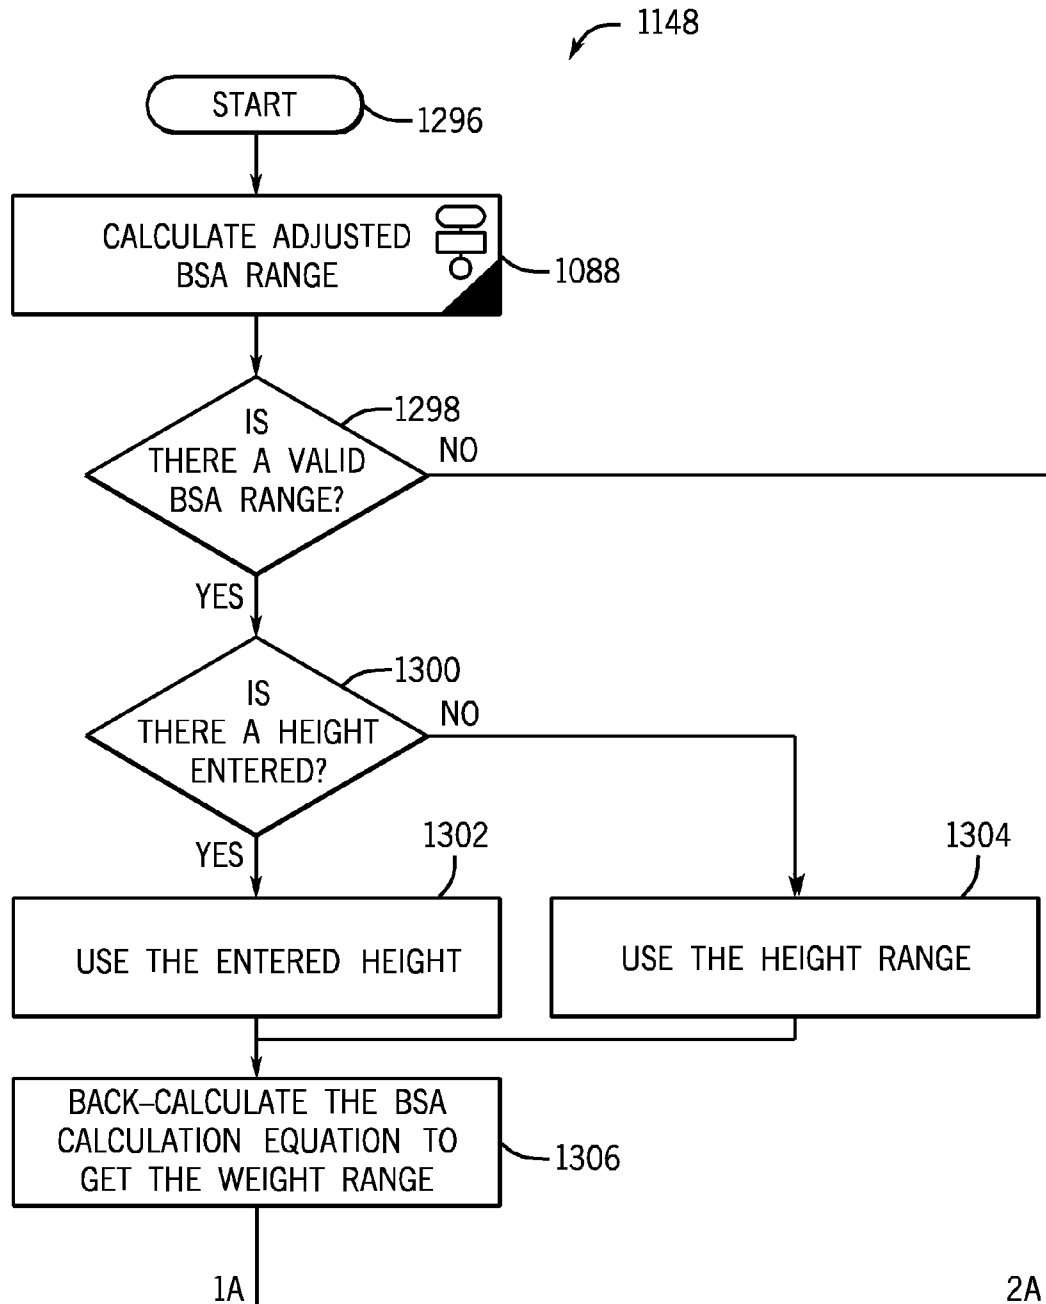 1148
START
1296
CALCULATE ADJUSTED
BSA RANGE
1088
IS
THERE A VALID
BSA RANGE?
1298
NO
YES
IS
THERE A HEIGHT
ENTERED?
1300
NO
YES
1302
1304
USE THE ENTERED HEIGHT
USE THE HEIGHT RANGE
BACK–CALCULATE THE BSA
CALCULATION EQUATION TO
GET THE WEIGHT RANGE
1306
1A
2A